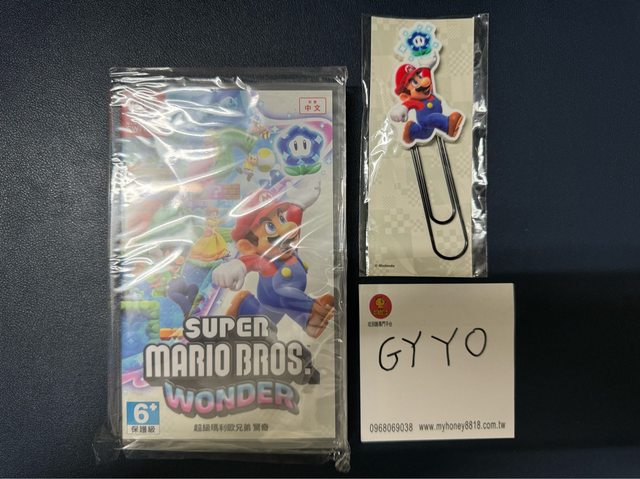 中文
SUPER
MARIO BROS.
WONDER
超級瑪利歐兄弟 驚奇
6+
保護級
© Nintendo
GYYO
0968069038 www.myhoney8818.com.tw